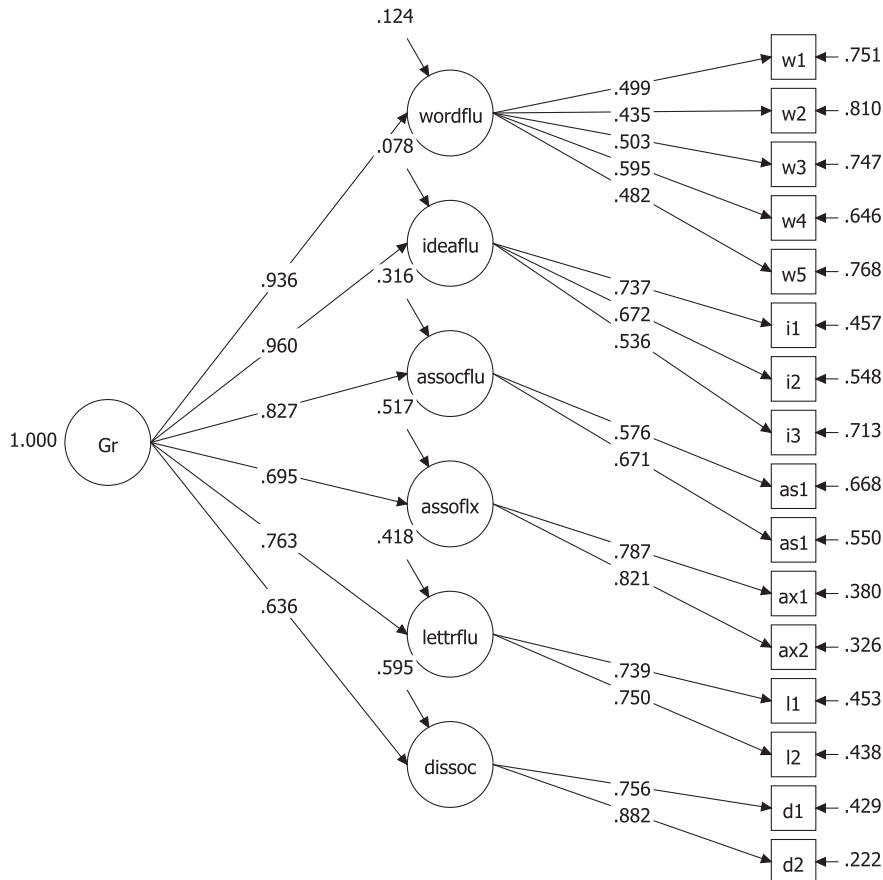 .124
wordflu
.078
ideaflu
.316
assocflu
.517
assoflx
.418
lettrflu
.595
dissoc
1.000
Gr
.936
.960
.827
.695
.763
.636
.499
.435
.503
.595
.482
.737
.672
.536
.576
.671
.787
.821
.739
.750
.756
.882
w1 .751
w2 .810
w3 .747
w4 .646
w5 .768
i1 .457
i2 .548
i3 .713
as1 .668
as1 .550
ax1 .380
ax2 .326
l1 .453
l2 .438
d1 .429
d2 .222